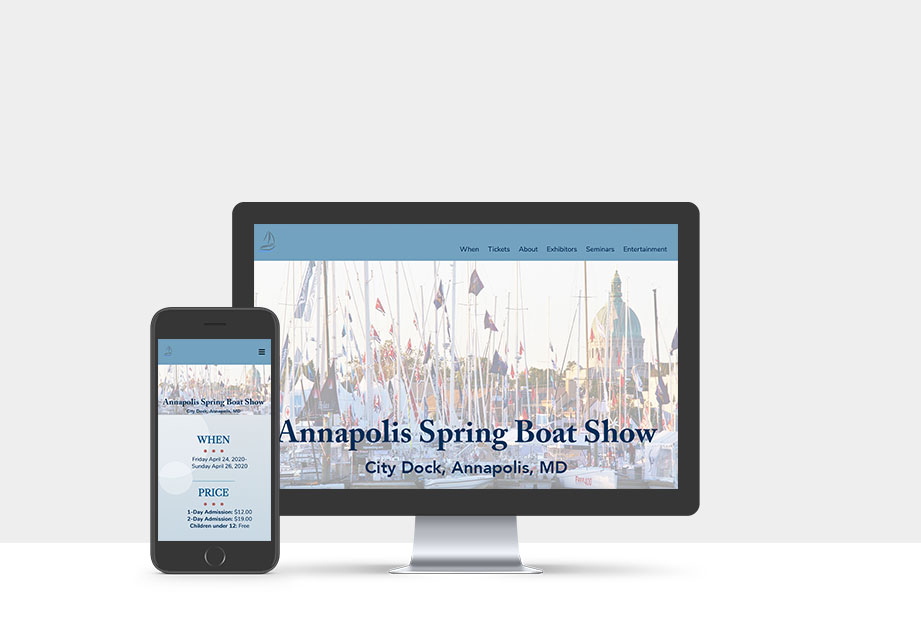 When Tickets About Exhibitors Seminars Entertainment
Annapolis Spring Boat Show
City Dock, Annapolis, MD
Annapolis Spring Boat Show
City Dock, Annapolis, MD
WHEN
Friday April 24, 2020-
Sunday April 26, 2020
PRICE
1-Day Admission: $12.00
2-Day Admission: $19.00
Children under 12: Free